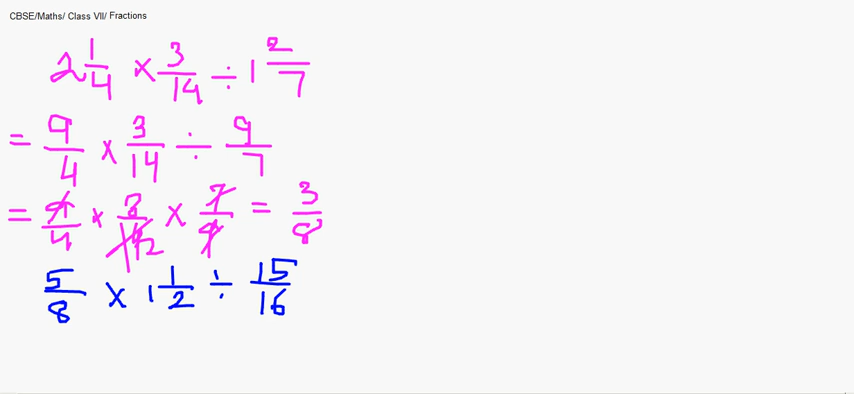 CBSE/Maths/ Class VII/ Fractions
2 1/4 × 3/14 ÷ 1 2/7
= 9/4 × 3/14 ÷ 9/7
= 9/4 × 3/14 2 × 7/9 = 3/8
5/8 × 1 1/2 ÷ 15/16